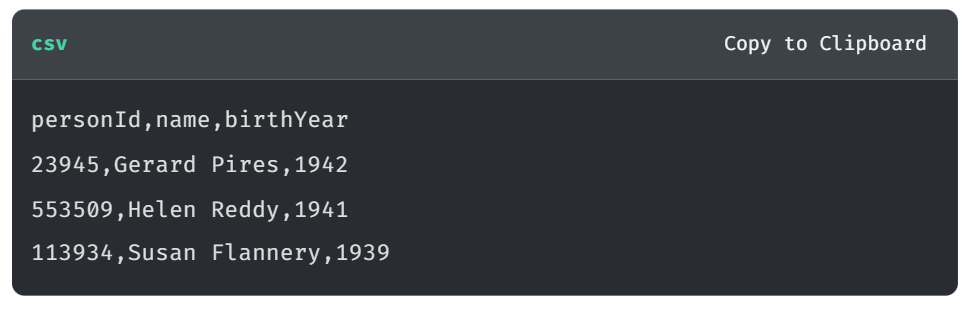 csv
Copy to Clipboard
personId,name,birthYear
23945,Gerard Pires,1942
553509,Helen Reddy,1941
113934,Susan Flannery,1939